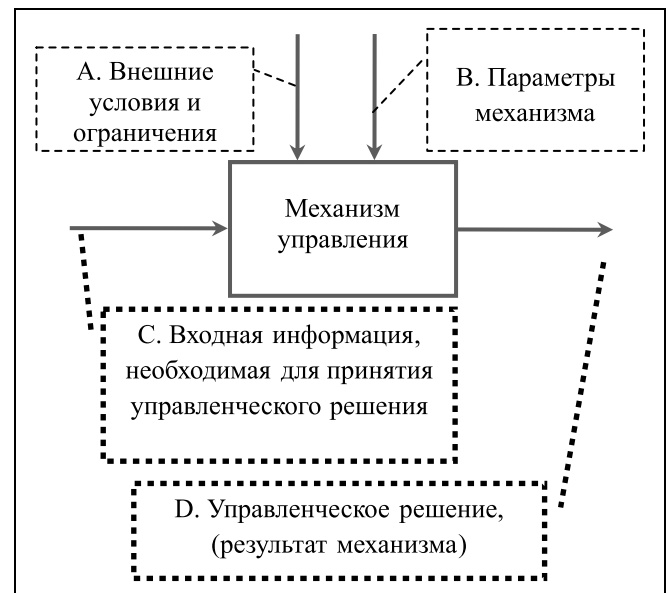 A. Внешние
условия и
ограничения
B. Параметры
механизма
Механизм
управления
C. Входная информация,
необходимая для принятия
управленческого решения
D. Управленческое решение,
(результат механизма)